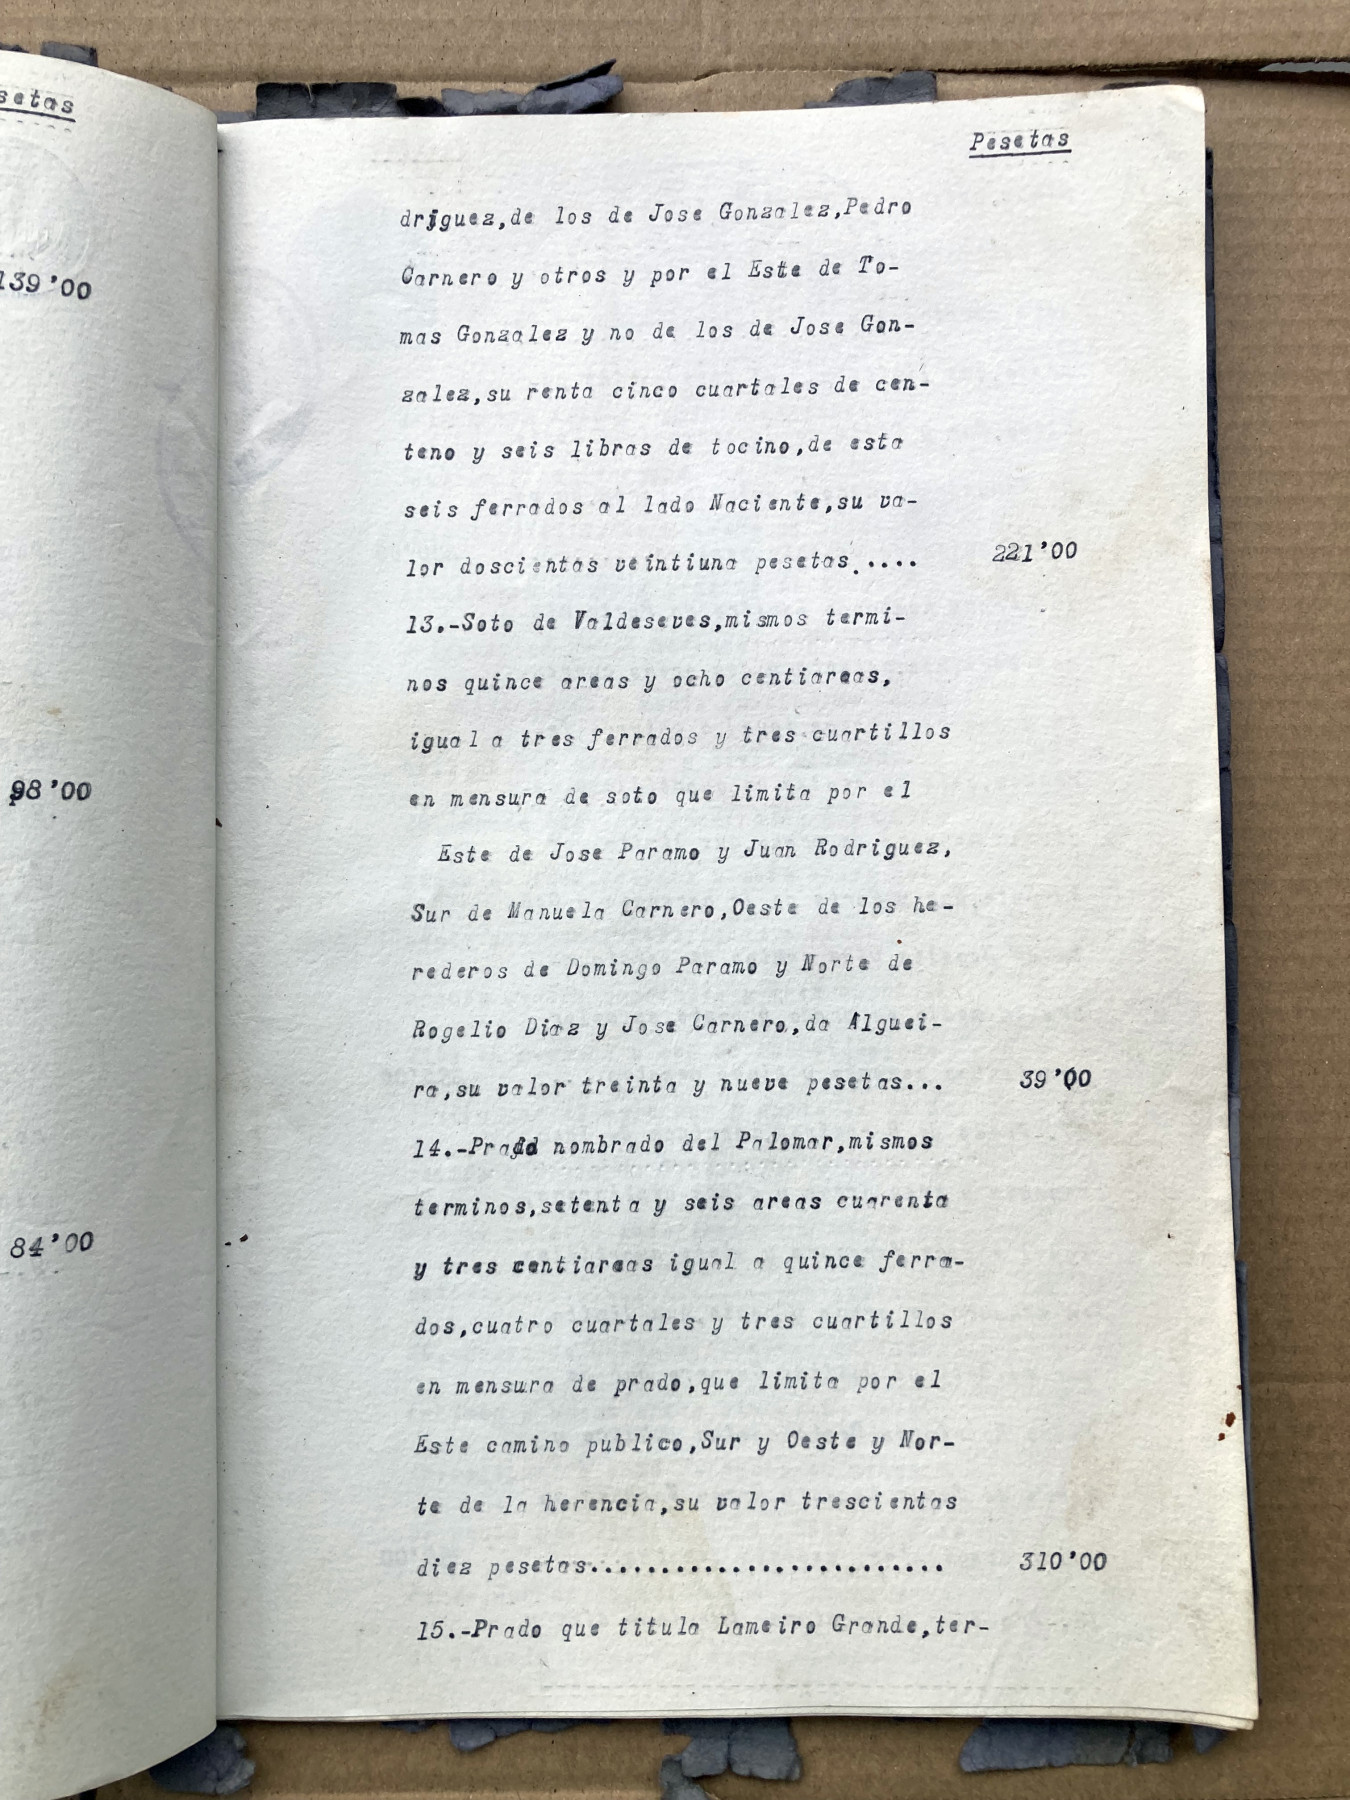 setas
139'00
98'00
84'00
Pesetas
driguez,de los de Jose Gonzalez,Pedro
Carnero y otros y por el Este de To-
mas Gonzalez y no de los de Jose Gon-
zalez,su renta cinco cuartales de cen-
teno y seis libras de tocino,de esta
seis ferrados al lado Naciente,su va-
lor doscientas veintiuna pesetas.....
221'00
13.-Soto de Valdeseves,mismos termi-
nos quince areas y ocho centiareas,
igual a tres ferrados y tres cuartillos
en mensura de soto que limita por el
Este de Jose Paramo y Juan Rodriguez,
Sur de Manuela Carnero,Oeste de los he-
rederos de Domingo Paramo y Norte de
Rogelio Diaz y Jose Carnero,da Alguei-
ra,su valor treinta y nueve pesetas...
39'00
14.-Prado nombrado del Palomar,mismos
terminos,setenta y seis areas cuarenta
y tres centiareas igual a quince ferra-
dos,cuatro cuartales y tres cuartillos
en mensura de prado,que limita por el
Este camino publico,Sur y Oeste y Nor-
te de la herencia,su valor trescientas
diez pesetas.........................
310'00
15.-Prado que titula Lameiro Grande,ter-